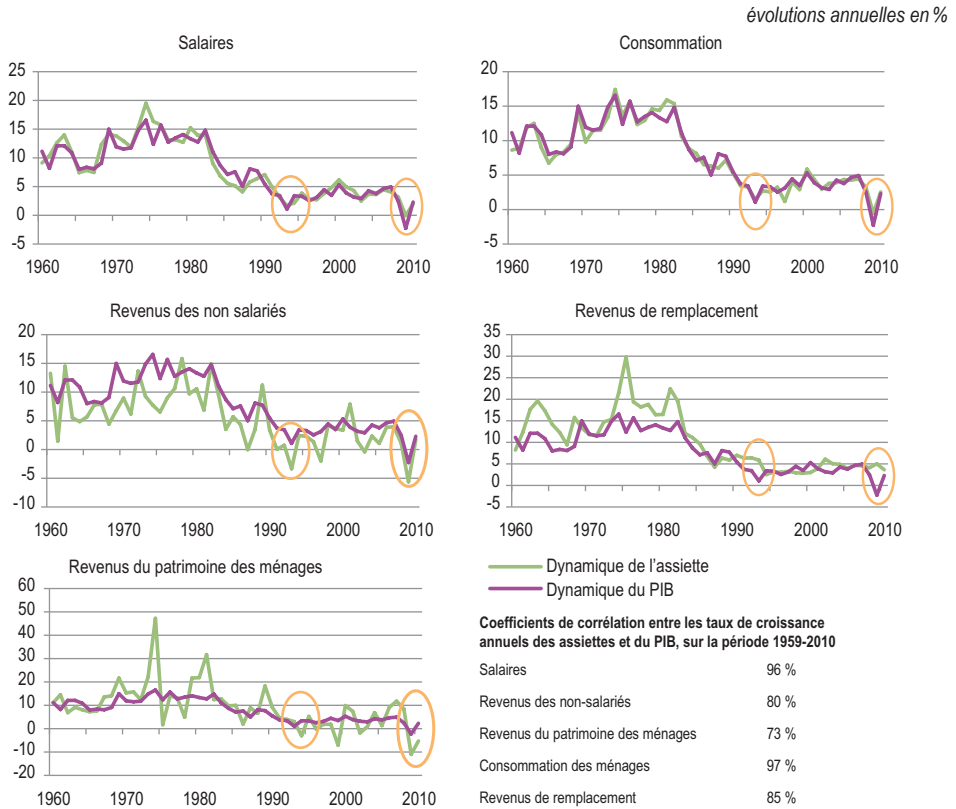 évolutions annuelles en %
Salaires
25
20
15
10
5
0
-5
1960 1970 1980 1990 2000 2010
Consommation
20
15
10
5
0
-5
1960 1970 1980 1990 2000 2010
Revenus des non salariés
20
15
10
5
0
-5
-10
1960 1970 1980 1990 2000 2010
Revenus de remplacement
35
30
25
20
15
10
5
0
-5
1960 1970 1980 1990 2000 2010
Revenus du patrimoine des ménages
60
50
40
30
20
10
0
-10
-20
1960 1970 1980 1990 2000 2010
Dynamique de l'assiette
Dynamique du PIB
Coefficients de corrélation entre les taux de croissance
annuels des assiettes et du PIB, sur la période 1959-2010
Salaires 96 %
Revenus des non-salariés 80 %
Revenus du patrimoine des ménages 73 %
Consommation des ménages 97 %
Revenus de remplacement 85 %